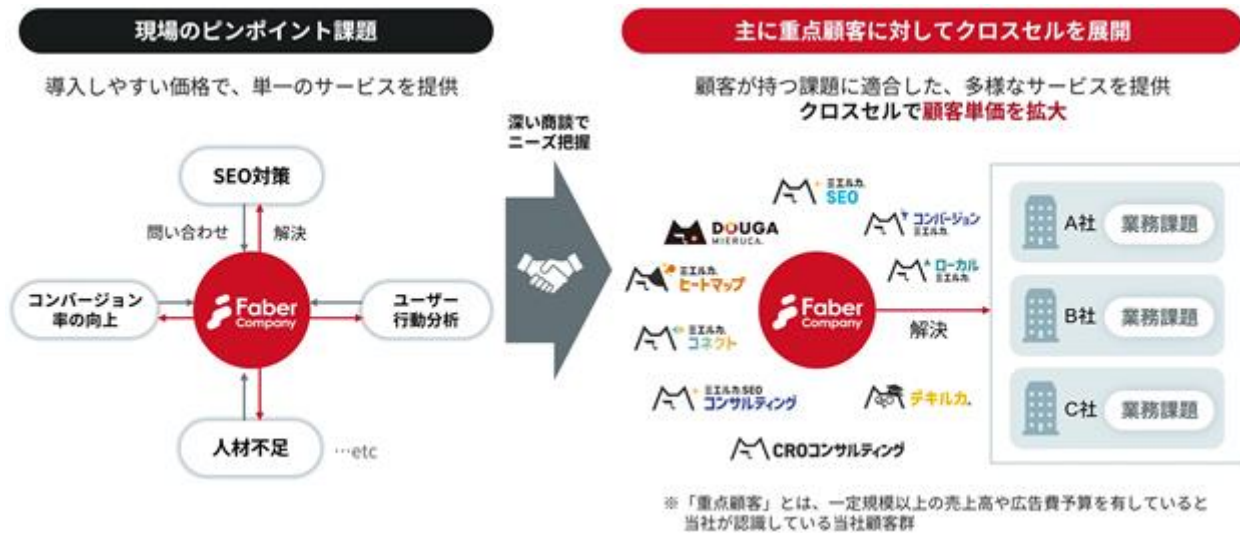 現場のピンポイント課題
導入しやすい価格で、単一のサービスを提供
SEO対策
問い合わせ
解決
コンバージョン
率の向上
Faber
Company
ユーザー
行動分析
人材不足
…etc
深い商談で
ニーズ把握
主に重点顧客に対してクロスセルを展開
顧客が持つ課題に適合した、多様なサービスを提供
クロスセルで顧客単価を拡大
ミエルカ
SEO
DOUGA
MIERUCA.
コンバージョン
ミエルカ
ミエルカ
ヒートマップ
ローカル
ミエルカ
Faber
Company
解決
ミエルカ
コネクト
ミエルカSEO
コンサルティング
デキルカ
CROコンサルティング
A社 業務課題
B社 業務課題
C社 業務課題
※「重点顧客」とは、一定規模以上の売上高や広告費予算を有していると
当社が認識している当社顧客群